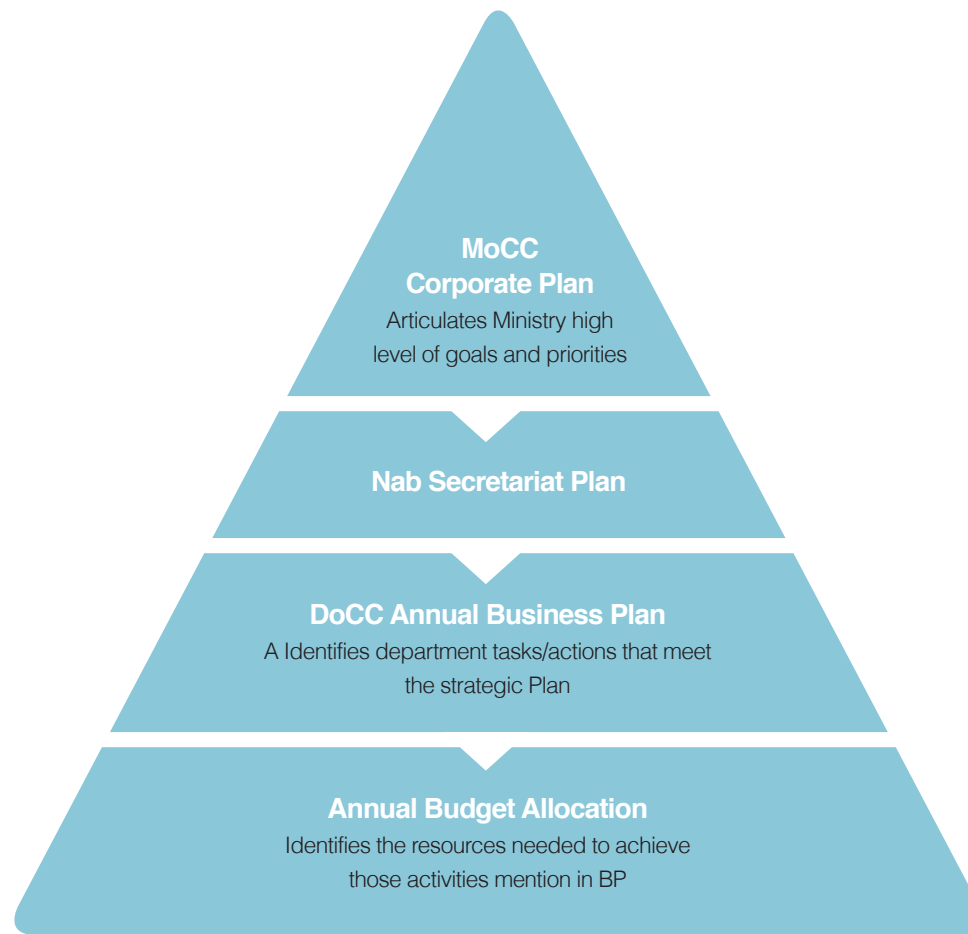 MoCC
Corporate Plan
Articulates Ministry high
level of goals and priorities
Nab Secretariat Plan
DoCC Annual Business Plan
A Identifies department tasks/actions that meet
the strategic Plan
Annual Budget Allocation
Identifies the resources needed to achieve
those activities mention in BP